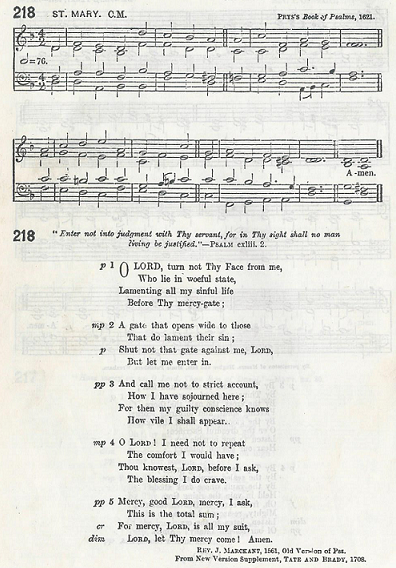 218 ST. MARY. C.M. PRYS's Book of Psalms, 1621.
=76.
A-men.
218 "Enter not into judgment with Thy servant, for in Thy sight shall no man
living be justified."—PSALM cxliii. 2.
p 1 O LORD, turn not Thy Face from me,
Who lie in woeful state,
Lamenting all my sinful life
Before Thy mercy-gate;
mp 2 A gate that opens wide to those
That do lament their sin;
p Shut not that gate against me, LORD,
But let me enter in.
pp 3 And call me not to strict account,
How I have sojourned here;
For then my guilty conscience knows
How vile I shall appear.
mp 4 O LORD! I need not to repeat
The comfort I would have;
Thou knowest, LORD, before I ask,
The blessing I do crave.
pp 5 Mercy, good LORD, mercy, I ask,
This is the total sum;
cr For mercy, LORD, is all my suit,
dim LORD, let Thy mercy come! Amen.
REV. J. MARCKANT, 1561, Old Version of Pss.
From New Version Supplement, TATE AND BRADY, 1708.